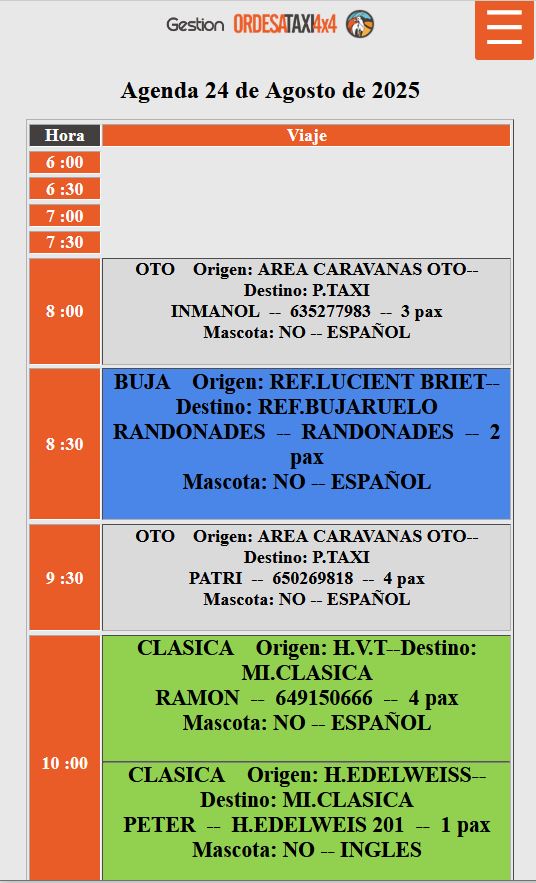 Gestion ORDESATAXI4x4
Agenda 24 de Agosto de 2025
Hora Viaje
6 :00
6 :30
7 :00
7 :30
8 :00
OTO Origen: AREA CARAVANAS OTO--
Destino: P.TAXI
INMANOL -- 635277983 -- 3 pax
Mascota: NO -- ESPAÑOL
8 :30
BUJA Origen: REF.LUCIENT BRIET--
Destino: REF.BUJARUELO
RANDONADES -- RANDONADES -- 2
pax
Mascota: NO -- ESPAÑOL
9 :30
OTO Origen: AREA CARAVANAS OTO--
Destino: P.TAXI
PATRI -- 650269818 -- 4 pax
Mascota: NO -- ESPAÑOL
10 :00
CLASICA Origen: H.V.T--Destino:
MI.CLASICA
RAMON -- 649150666 -- 4 pax
Mascota: NO -- ESPAÑOL
CLASICA Origen: H.EDELWEISS--
Destino: MI.CLASICA
PETER -- H.EDELWEIS 201 -- 1 pax
Mascota: NO -- INGLES